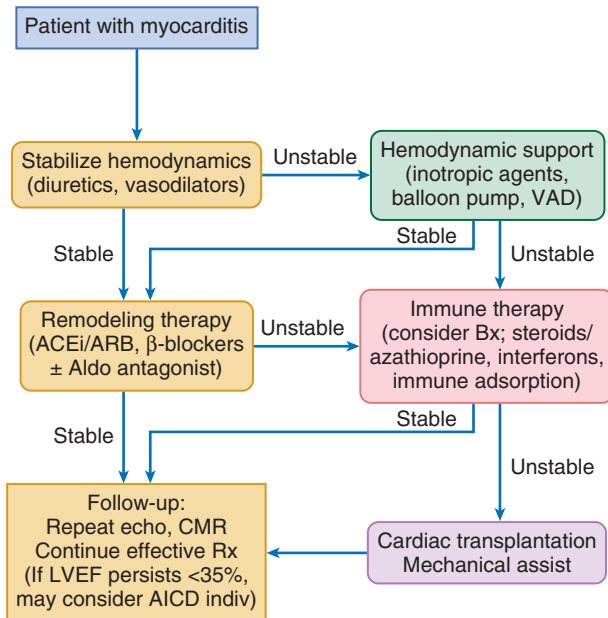 Patient with myocarditis
Stabilize hemodynamics
(diuretics, vasodilators)
Unstable
Hemodynamic support
(inotropic agents,
balloon pump, VAD)
Stable
Stable
Unstable
Remodeling therapy
(ACEi/ARB, β-blockers
± Aldo antagonist)
Unstable
Immune therapy
(consider Bx; steroids/
azathioprine, interferons,
immune adsorption)
Stable
Stable
Unstable
Follow-up:
Repeat echo, CMR
Continue effective Rx
(If LVEF persists <35%,
may consider AICD indiv)
Cardiac transplantation
Mechanical assist